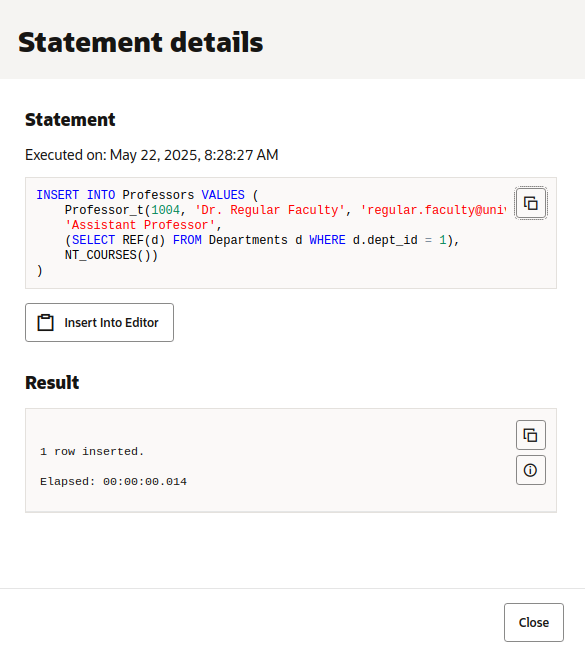 Statement details
Statement
Executed on: May 22, 2025, 8:28:27 AM
INSERT INTO Professors VALUES (
Professor_t(1004, 'Dr. Regular Faculty', 'regular.faculty@uni
'Assistant Professor',
(SELECT REF(d) FROM Departments d WHERE d.dept_id = 1),
NT_COURSES())
)
Insert Into Editor
Result
1 row inserted.
Elapsed: 00:00:00.014
Close